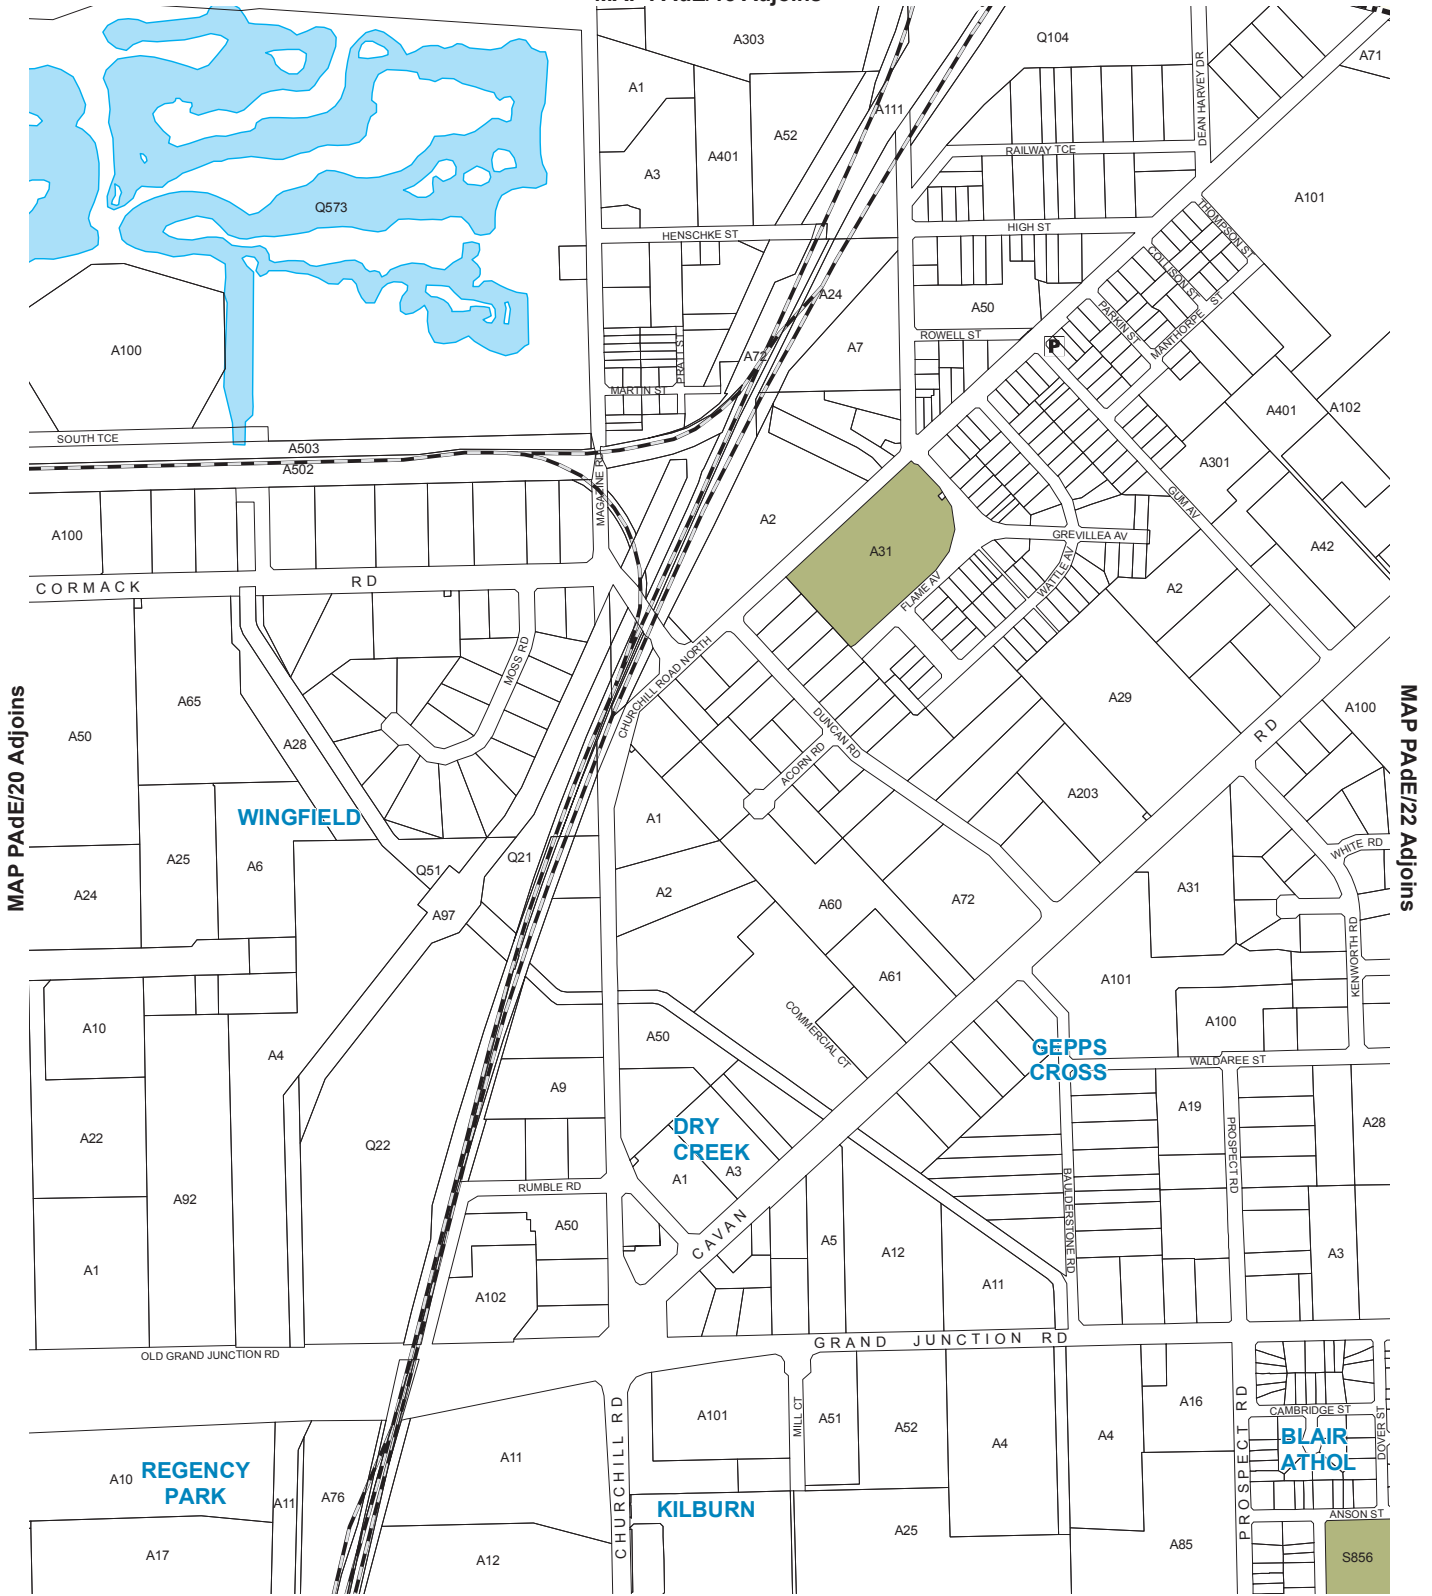 A303
Q104
A71
A1
DEAN HARVEY DR
A111
A52
RAILWAY TCE
A401
A3
A101
Q573
THOMPSON ST
HIGH ST
HENSCHKE ST
COLLISON ST
A24
PARKIN ST
MANTHORPE ST
A50
ROWELL ST
P
A100
PRATT ST
A72
A7
MARTIN ST
A401
A102
SOUTH TCE
A503
A502
A301
MAGAZINE RD
GUM AV
A2
A100
GREVILLEA AV
A31
A42
WATTLE AV
FLAME AV
CORMACK RD
A2
MOSS RD
CHURCHILL ROAD NORTH
A65
A29
A50
A28
DUNCAN RD
ACORN RD
RD
A100
MAP PAdE/20 Adjoins
MAP PAdE/22 Adjoins
A203
WINGFIELD
A1
WHITE RD
A25
A6
Q51
Q21
A24
A2
A31
A97
A60
A72
KENWORTH RD
A61
A101
A10
COMMERCIAL CT
A100
A50
GEPPS
CROSS
WALDAREE ST
A4
A9
A19
A22
DRY
CREEK
PROSPECT RD
A28
Q22
A1
A3
RUMBLE RD
BAULDERSTONE RD
A92
A50
CAVAN
A5
A12
A3
A1
A102
A11
GRAND JUNCTION RD
OLD GRAND JUNCTION RD
CHURCHILL RD
A101
MILL CT
A51
A52
A16
PROSPECT RD
CAMBRIDGE ST
DOVER ST
A4
A4
BLAIR
ATHOL
A11
REGENCY
PARK
A10
A11
A76
KILBURN
ANSON ST
A25
A85
S856
A17
A12